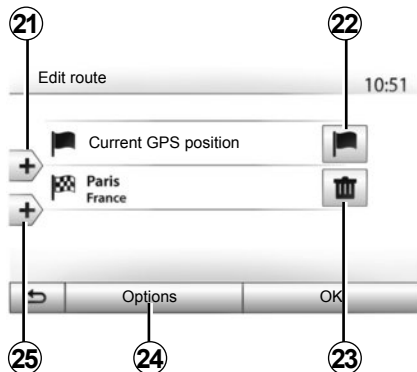 21 22
Edit route 10:51
Current GPS position
+
Paris
France
+
Options OK
25 24 23